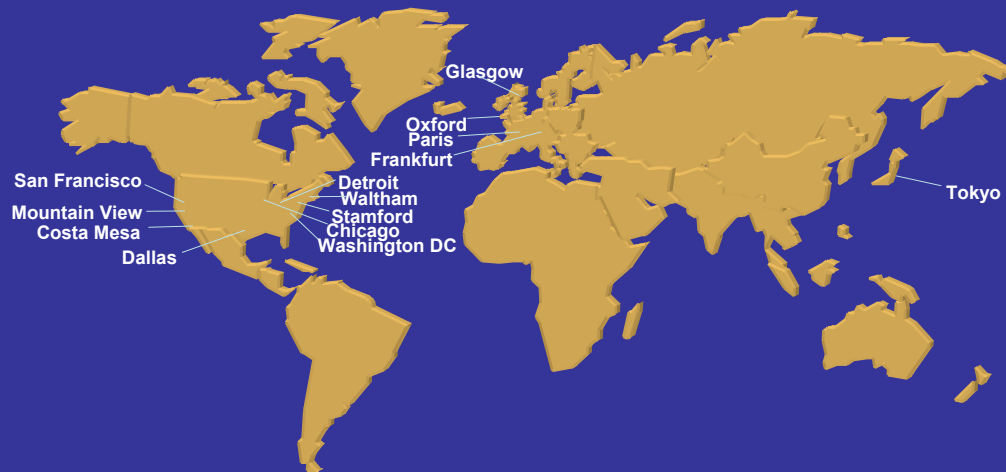 Glasgow
Oxford
Paris
Frankfurt
San Francisco
Detroit
Waltham
Mountain View
Stamford
Costa Mesa
Chicago
Washington DC
Dallas
Tokyo